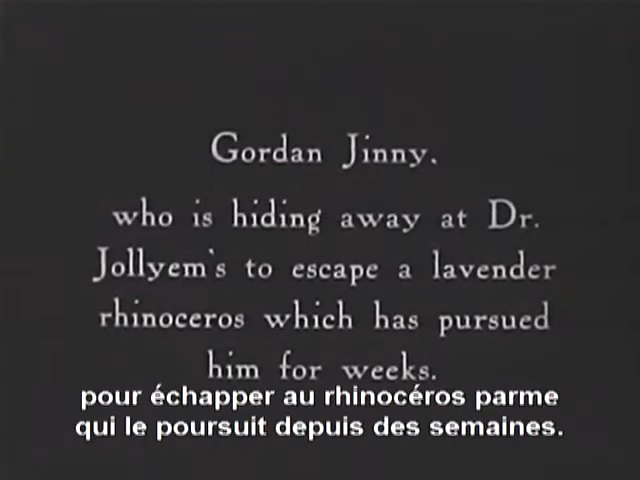 Gordan Jinny.
who is hiding away at Dr.
Jollyem's to escape a lavender
rhinoceros which has pursued
him for weeks.
pour échapper au rhinocéros parme
qui le poursuit depuis des semaines.